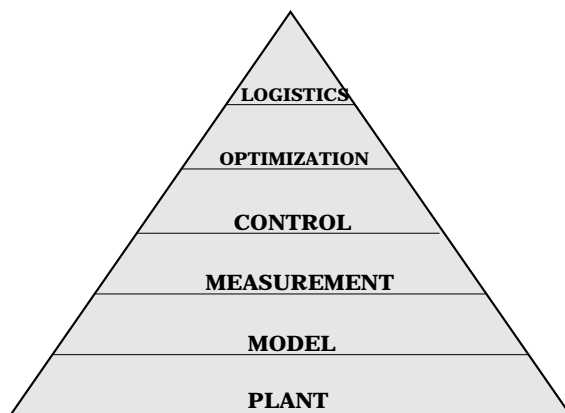 LOGISTICS
OPTIMIZATION
CONTROL
MEASUREMENT
MODEL
PLANT